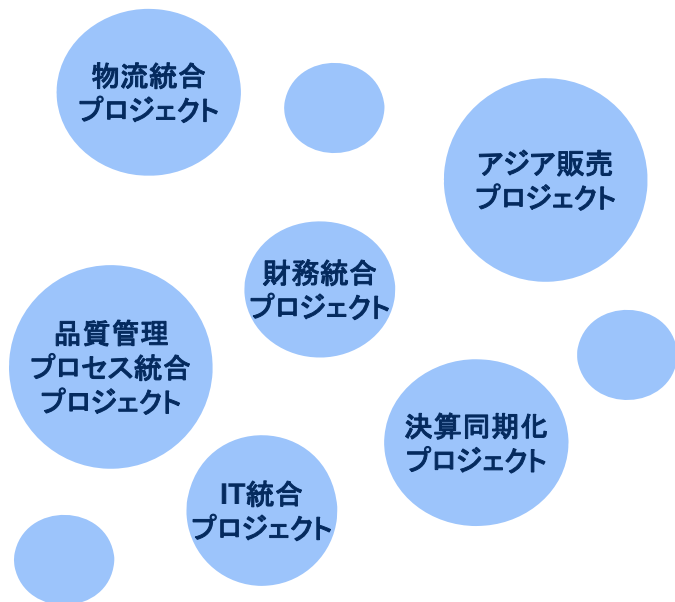 物流統合
プロジェクト
アジア販売
プロジェクト
財務統合
プロジェクト
品質管理
プロセス統合
プロジェクト
決算同期化
プロジェクト
IT統合
プロジェクト